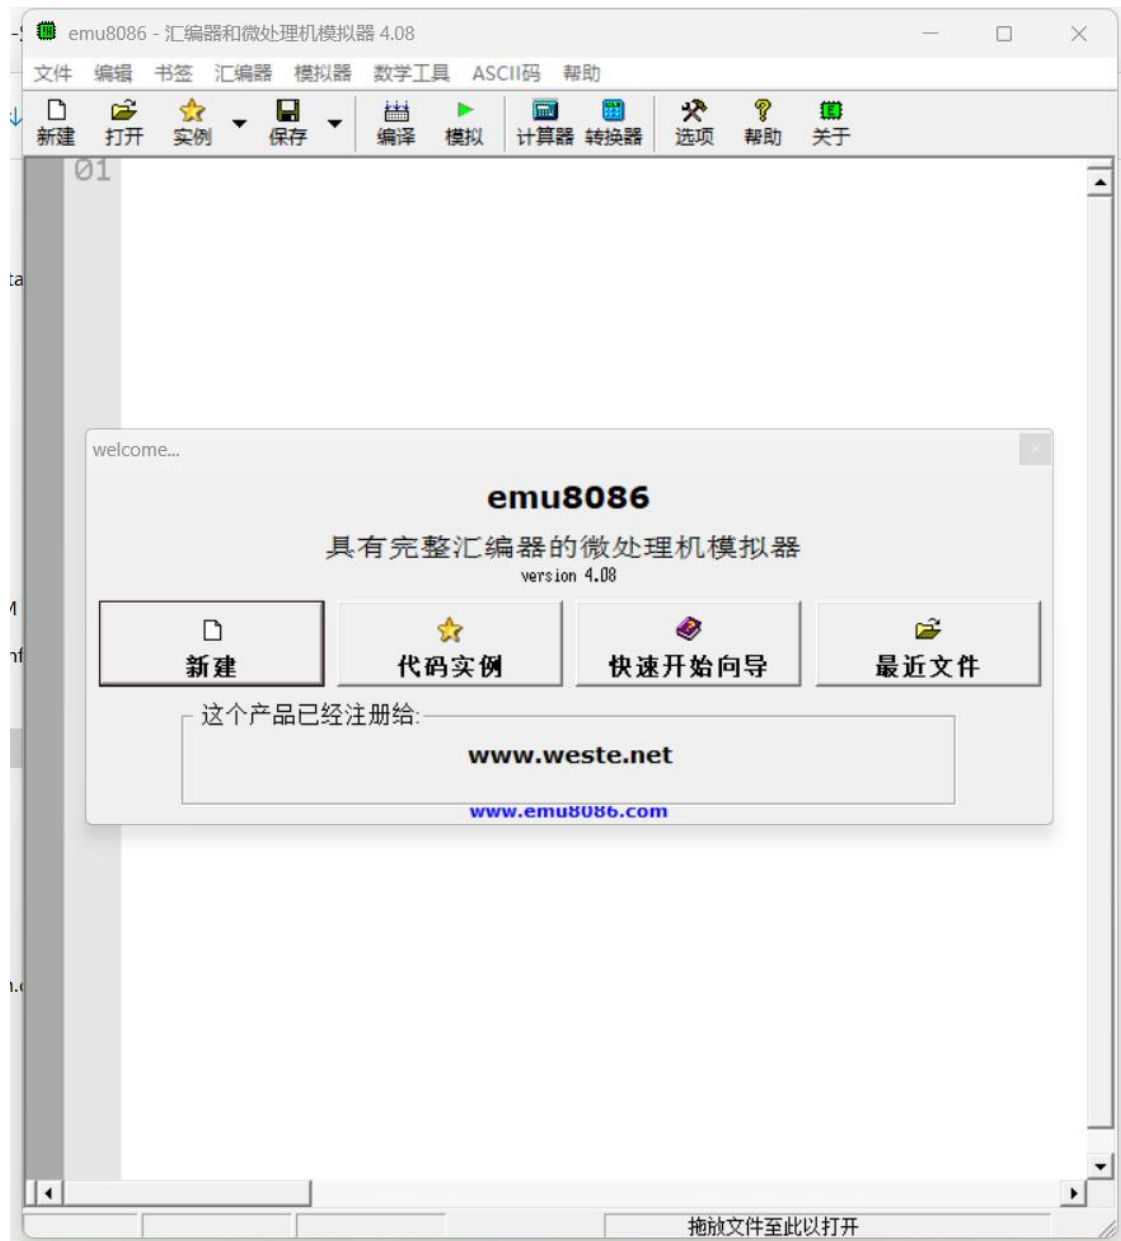 emu8086 - 汇编器和微处理机模拟器 4.08
文件 编辑 书签 汇编器 模拟器 数学工具 ASCII码 帮助
新建 打开 实例 保存 编译 模拟 计算器 转换器 选项 帮助 关于
01
welcome...
emu8086
具有完整汇编器的微处理机模拟器
version 4.08
新建 代码实例 快速开始向导 最近文件
这个产品已经注册给:
www.weste.net
www.emu8086.com
拖放文件至此以打开